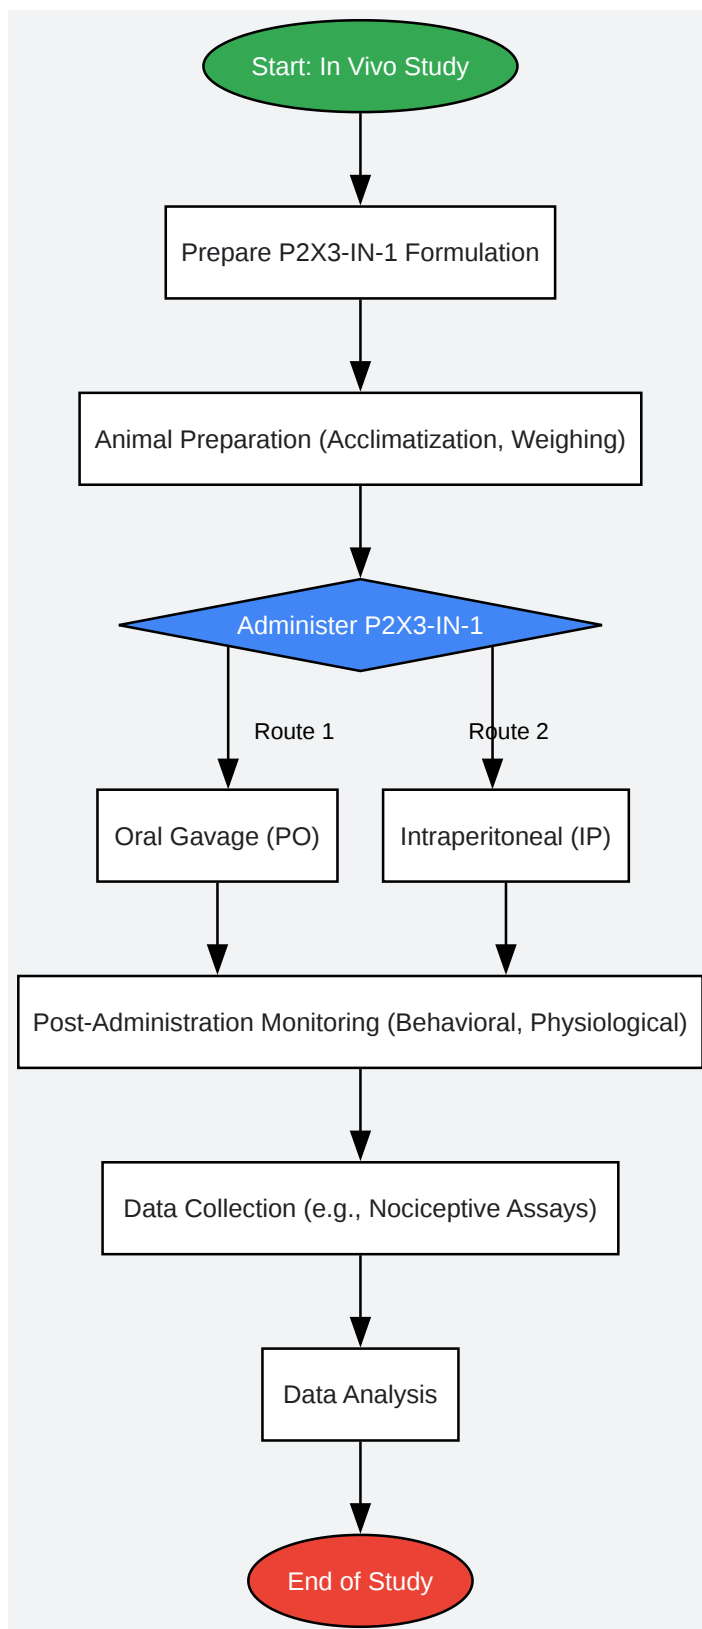 Start: In Vivo Study
Prepare P2X3-IN-1 Formulation
Animal Preparation (Acclimatization, Weighing)
Administer P2X3-IN-1
Route 1
Route 2
Oral Gavage (PO)
Intraperitoneal (IP)
Post-Administration Monitoring (Behavioral, Physiological)
Data Collection (e.g., Nociceptive Assays)
Data Analysis
End of Study